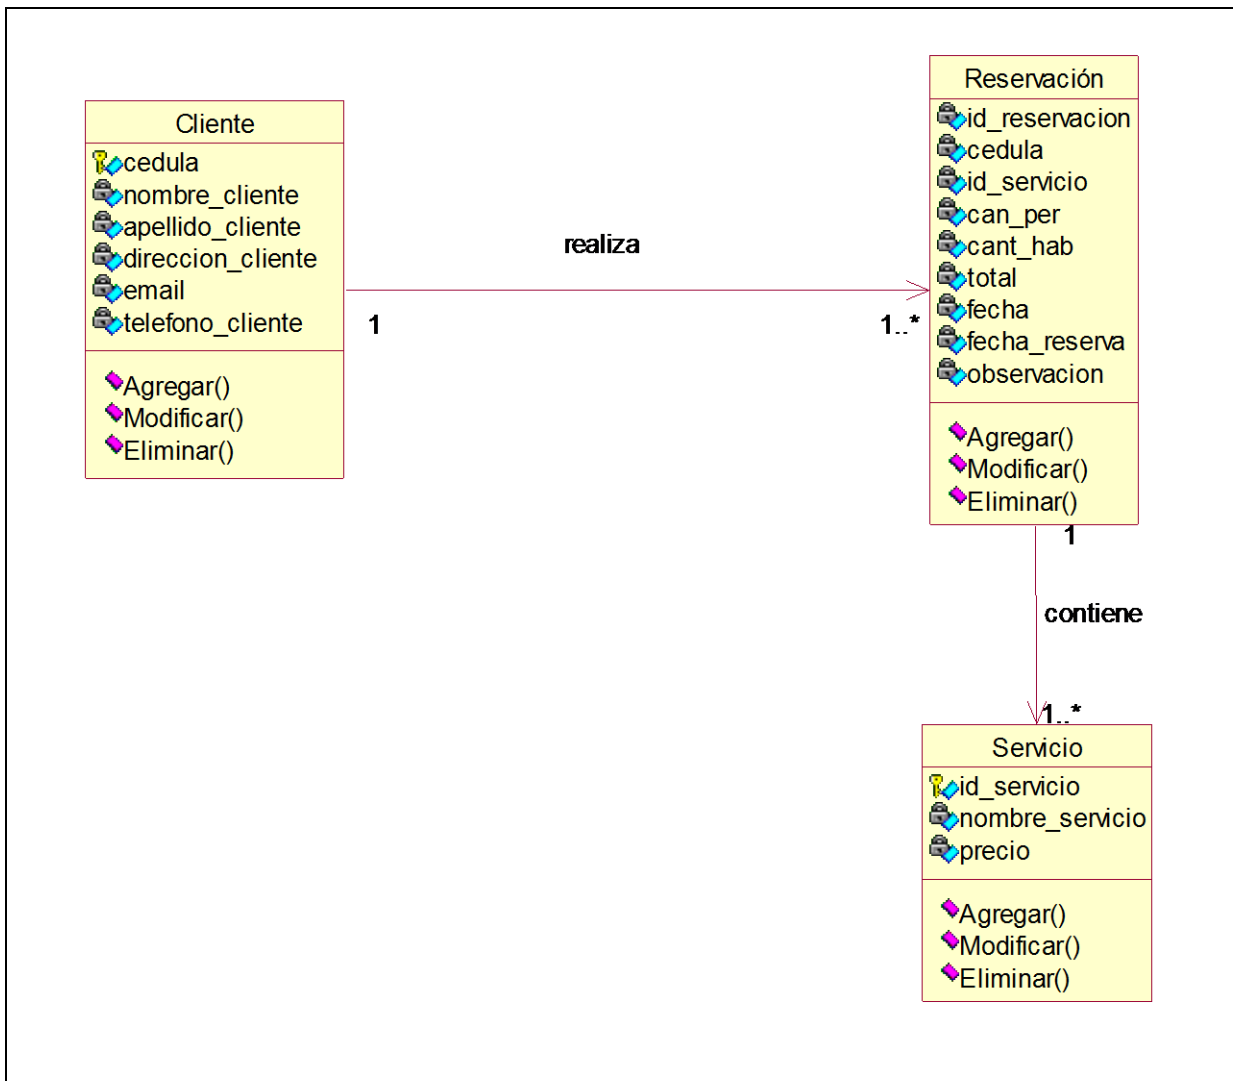 Cliente
cedula
nombre_cliente
apellido_cliente
direccion_cliente
email
telefono_cliente
Agregar()
Modificar()
Eliminar()
realiza
1
1..*
Reservación
id_reservacion
cedula
id_servicio
can_per
cant_hab
total
fecha
fecha_reserva
observacion
Agregar()
Modificar()
Eliminar()
1
contiene
1..*
Servicio
id_servicio
nombre_servicio
precio
Agregar()
Modificar()
Eliminar()